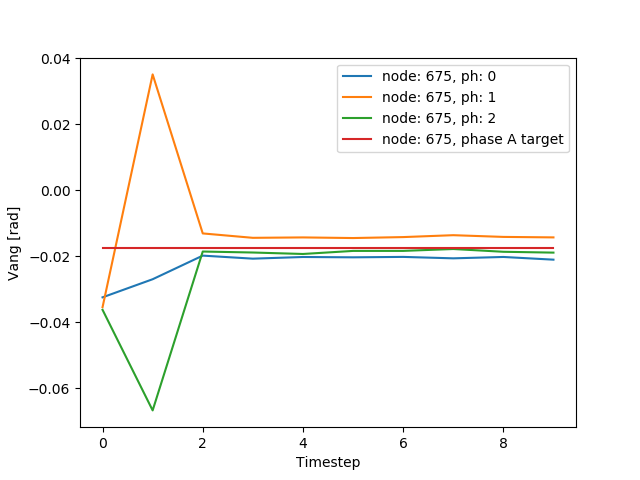 0.04
0.02
0.00
−0.02
−0.04
−0.06
Vang [rad]
node: 675, ph: 0
node: 675, ph: 1
node: 675, ph: 2
node: 675, phase A target
0 2 4 6 8
Timestep